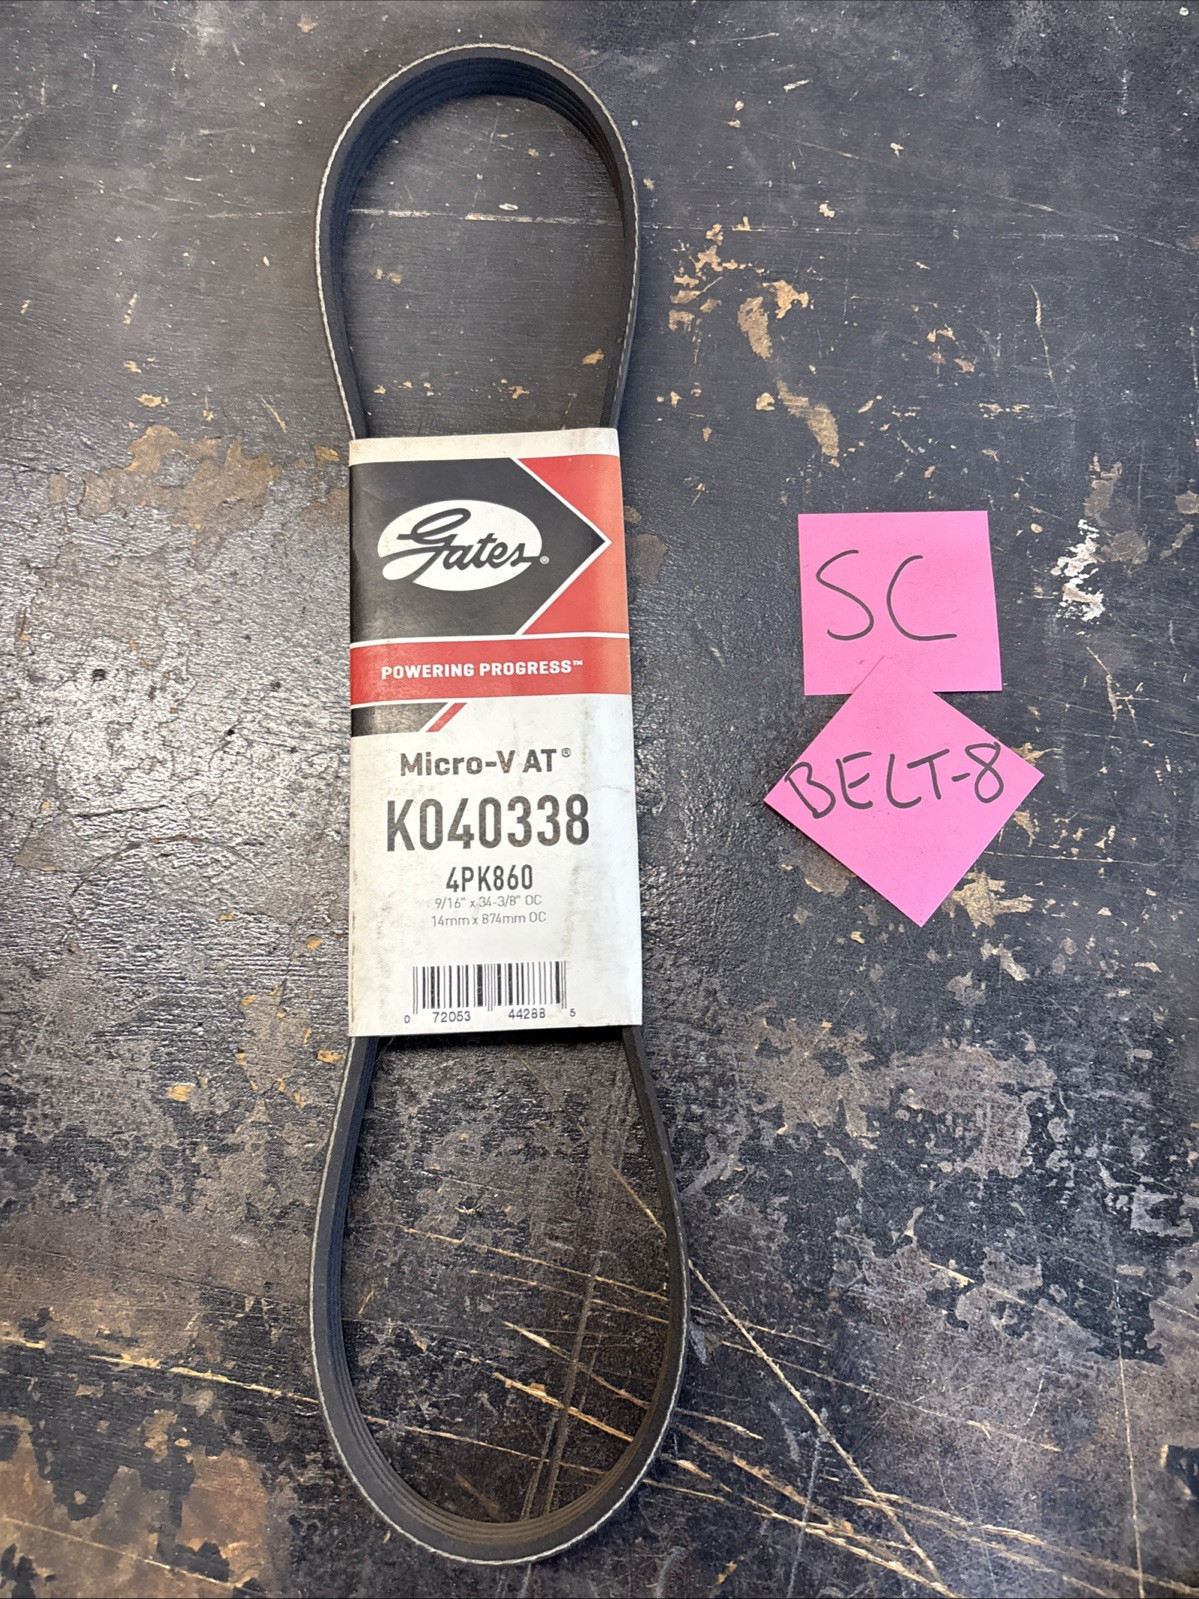 Gates®
POWERING PROGRESS™
Micro-V AT®
K040338
4PK860
9/16" x 34-3/8" OC
14mm x 874mm OC
0 72053 44288 5
SC
BELT-8